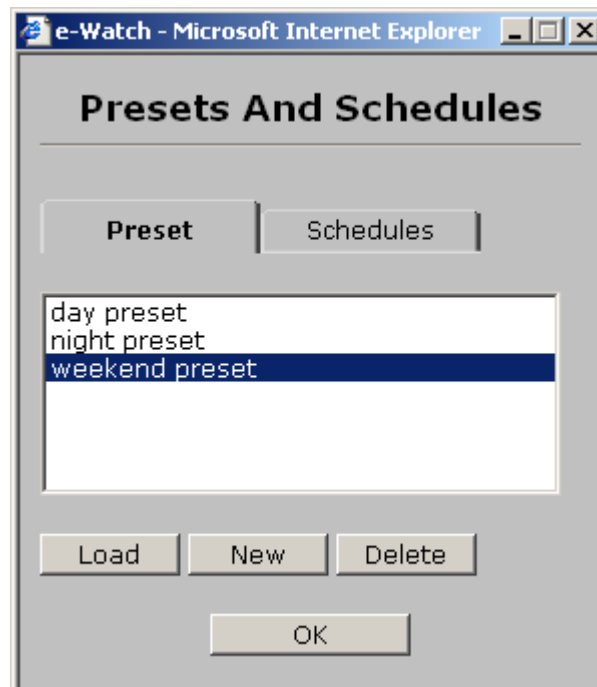 e-Watch - Microsoft Internet Explorer
Presets And Schedules
Preset Schedules
day preset
night preset
weekend preset
Load New Delete
OK